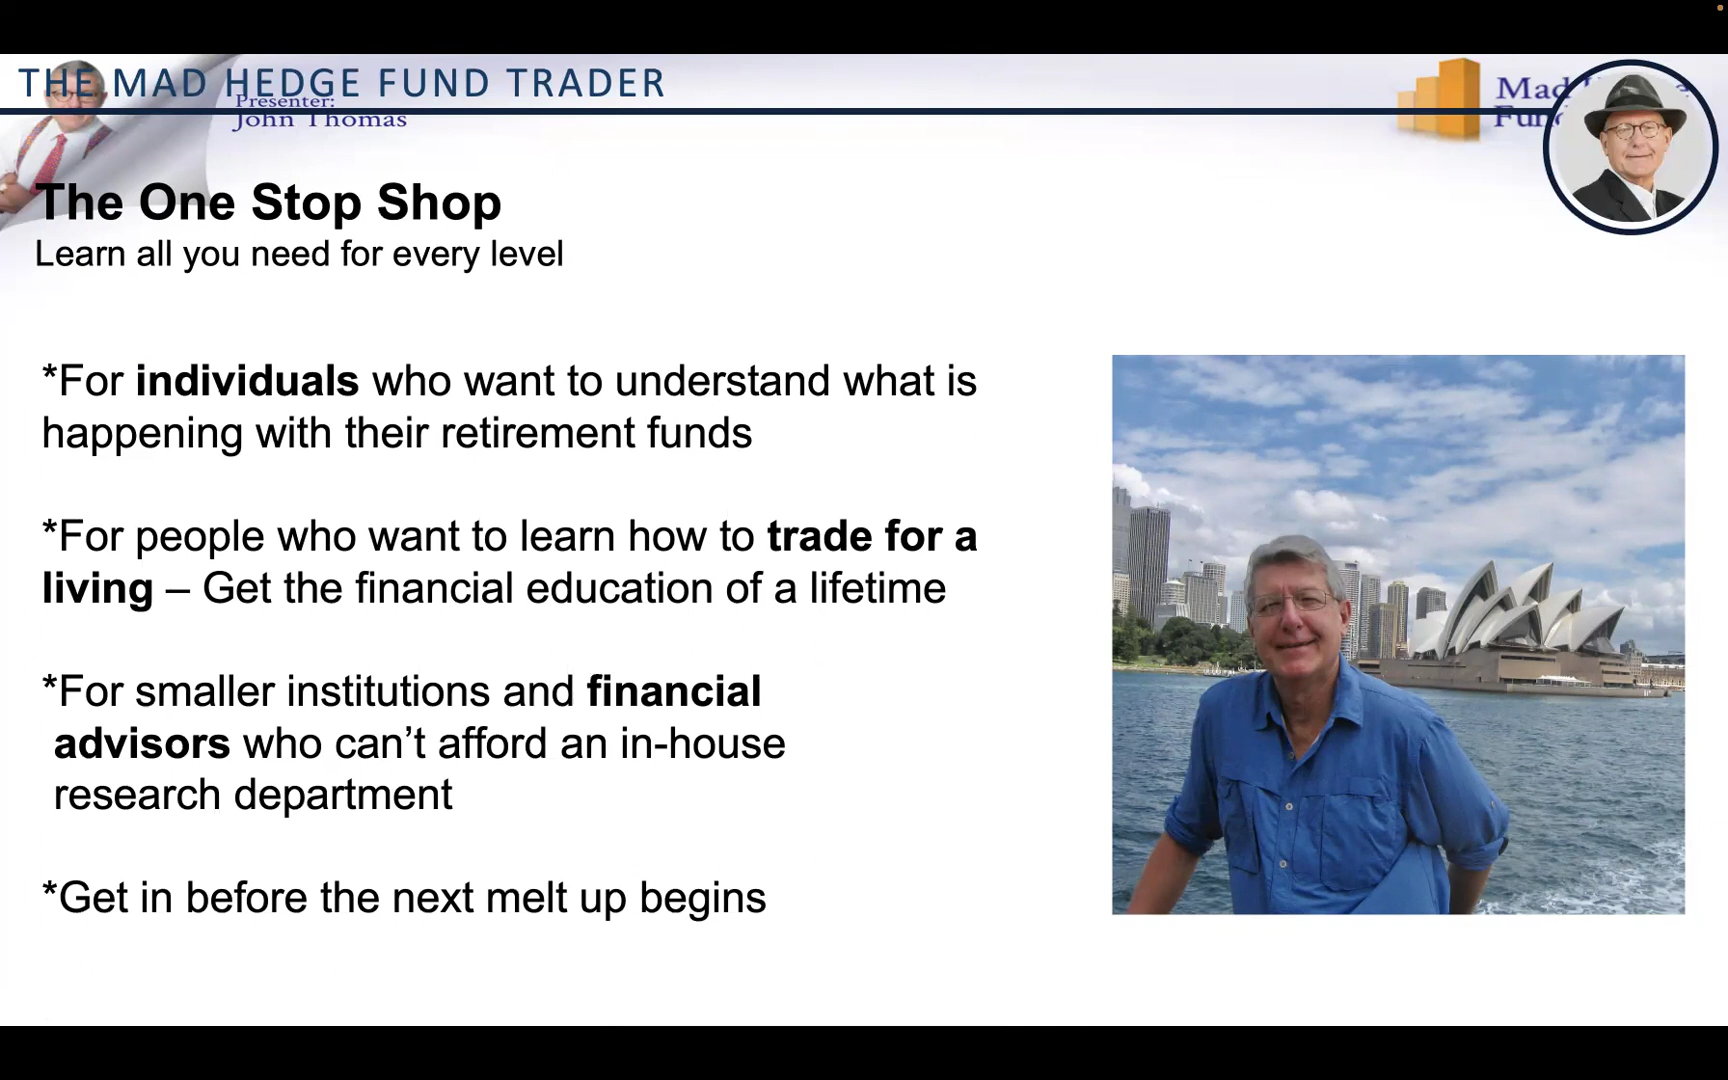 THE MAD HEDGE FUND TRADER
Presenter:
John Thomas
Mad
The One Stop Shop
Learn all you need for every level
*For individuals who want to understand what is
happening with their retirement funds
*For people who want to learn how to trade for a
living – Get the financial education of a lifetime
*For smaller institutions and financial
advisors who can’t afford an in-house
research department
*Get in before the next melt up begins